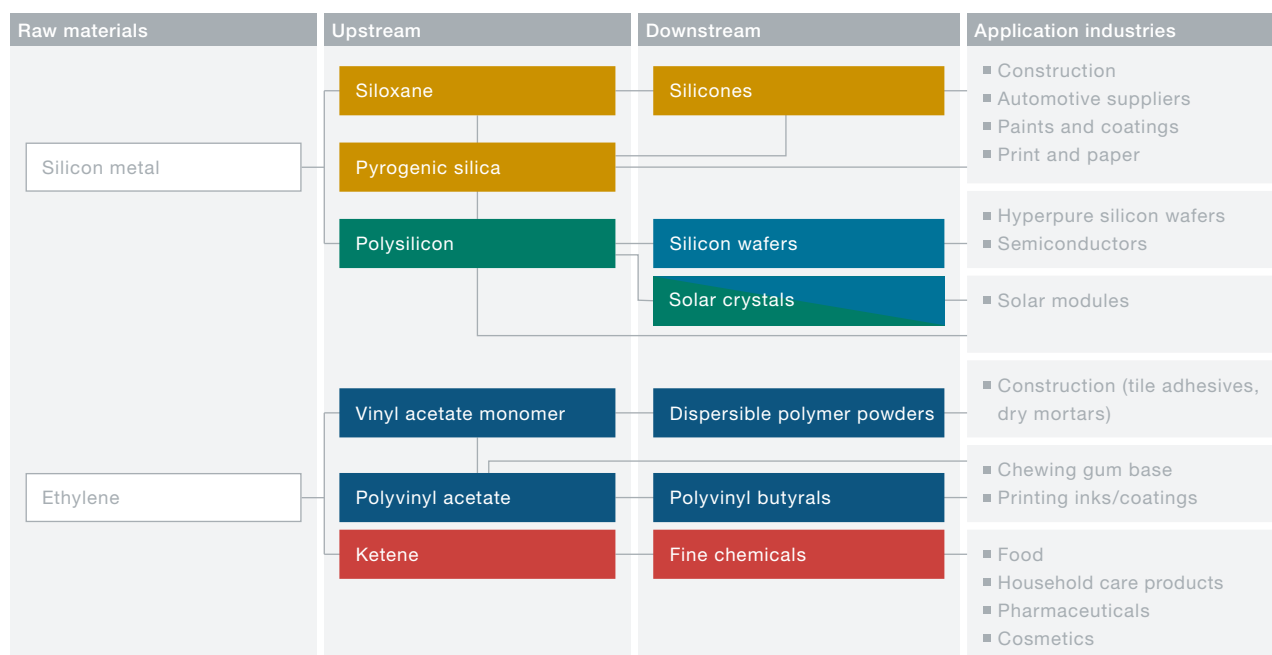 Raw materials
Upstream
Downstream
Application industries
Silicon metal
Siloxane
Silicones
Construction
Automotive suppliers
Paints and coatings
Print and paper
Pyrogenic silica
Polysilicon
Silicon wafers
Hyperpure silicon wafers
Semiconductors
Solar crystals
Solar modules
Ethylene
Vinyl acetate monomer
Dispersible polymer powders
Construction (tile adhesives,
dry mortars)
Polyvinyl acetate
Polyvinyl butyrals
Chewing gum base
Printing inks/coatings
Ketene
Fine chemicals
Food
Household care products
Pharmaceuticals
Cosmetics